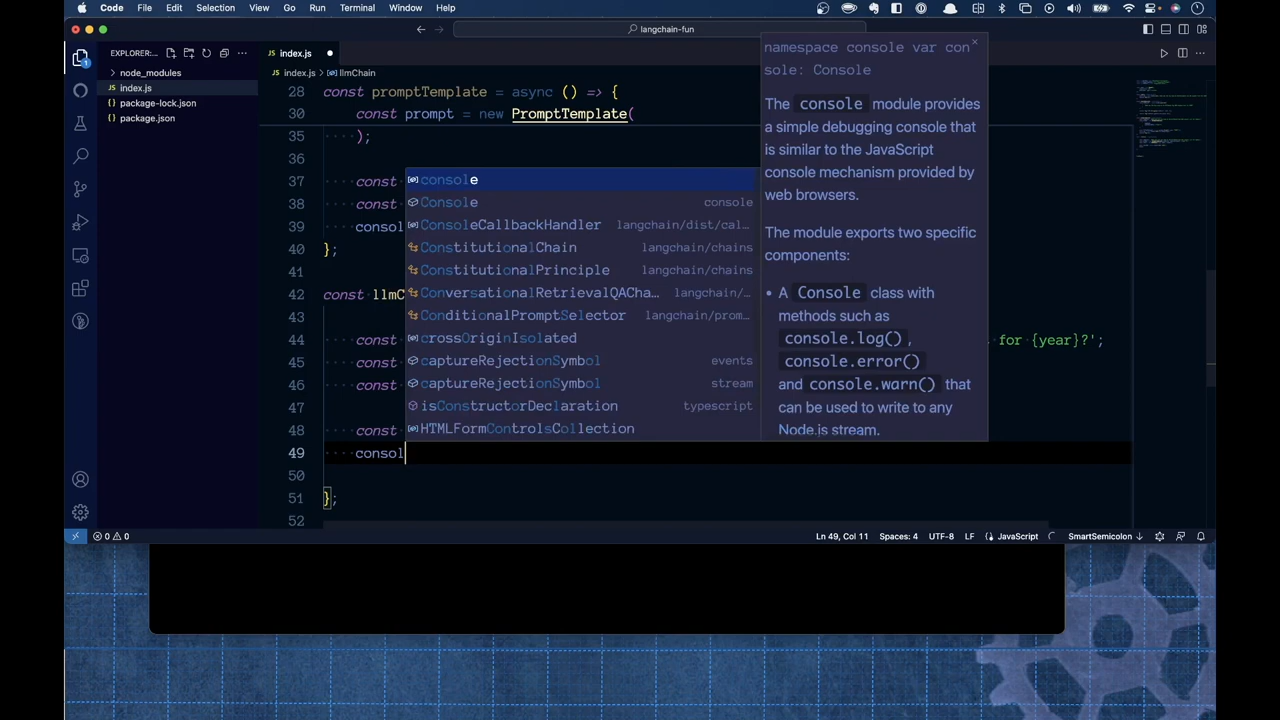 Code File Edit Selection View Go Run Terminal Window Help
langchain-fun
EXPLORER:... index.js
node_modules
index.js
package-lock.json
package.json
index.js > llmChain
28 const promptTemplate = async () => {
30 const prompt = new PromptTemplate(
35 );
36
37 const
38 const
39 consol
40 };
41
42 const llmC
43
44 const s for {year}?';
45 const
46 const
47
48 const
49 consol
50
51 };
52
console
Console console
ConsoleCallbackHandler langchain/dist/cal...
ConstitutionalChain langchain/chains
ConstitutionalPrinciple langchain/chains
ConversationalRetrievalQACha... langchain/...
ConditionalPromptSelector langchain/prom...
crossOriginIsolated
captureRejectionSymbol events
captureRejectionSymbol stream
isConstructorDeclaration typescript
HTMLFormControlsCollection
namespace console var con
sole: Console
The console module provides
a simple debugging console that
is similar to the JavaScript
console mechanism provided by
web browsers.
The module exports two specific
components:
• A Console class with
methods such as
console.log(),
console.error()
and console.warn() that
can be used to write to any
Node.js stream.
0 0 Ln 49, Col 11 Spaces: 4 UTF-8 LF JavaScript SmartSemicolon